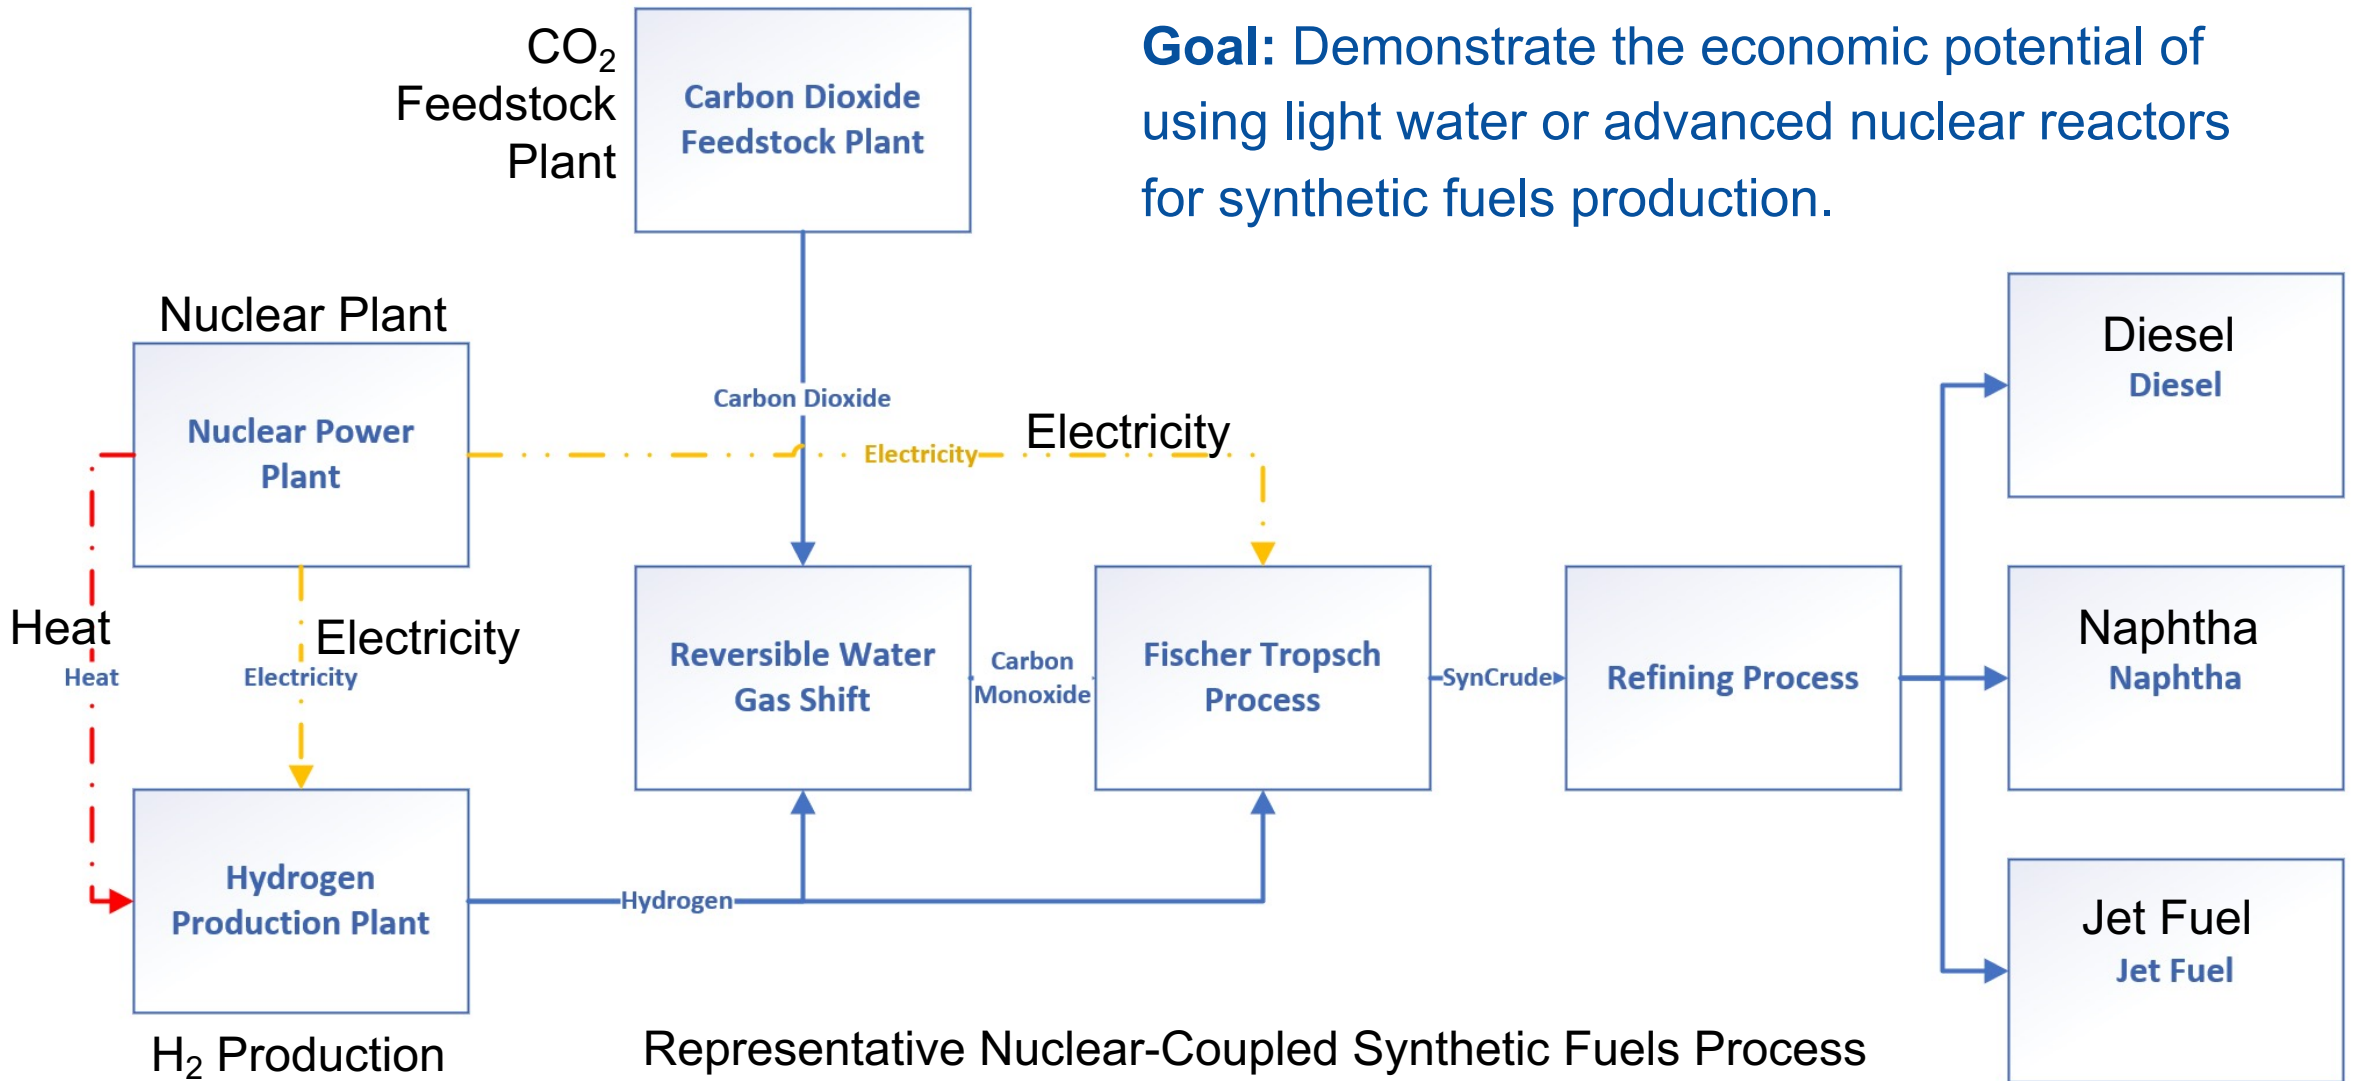 CO₂
Feedstock
Plant
Carbon Dioxide
Feedstock Plant
Goal: Demonstrate the economic potential of
using light water or advanced nuclear reactors
for synthetic fuels production.
Nuclear Plant
Nuclear Power
Plant
Carbon Dioxide
Electricity
Electricity
Diesel
Diesel
Heat
Heat
Electricity
Electricity
Reversible Water
Gas Shift
Carbon
Monoxide
Fischer Tropsch
Process
SynCrude
Refining Process
Naphtha
Naphtha
Hydrogen
Production Plant
Hydrogen
Jet Fuel
Jet Fuel
H₂ Production
Representative Nuclear-Coupled Synthetic Fuels Process